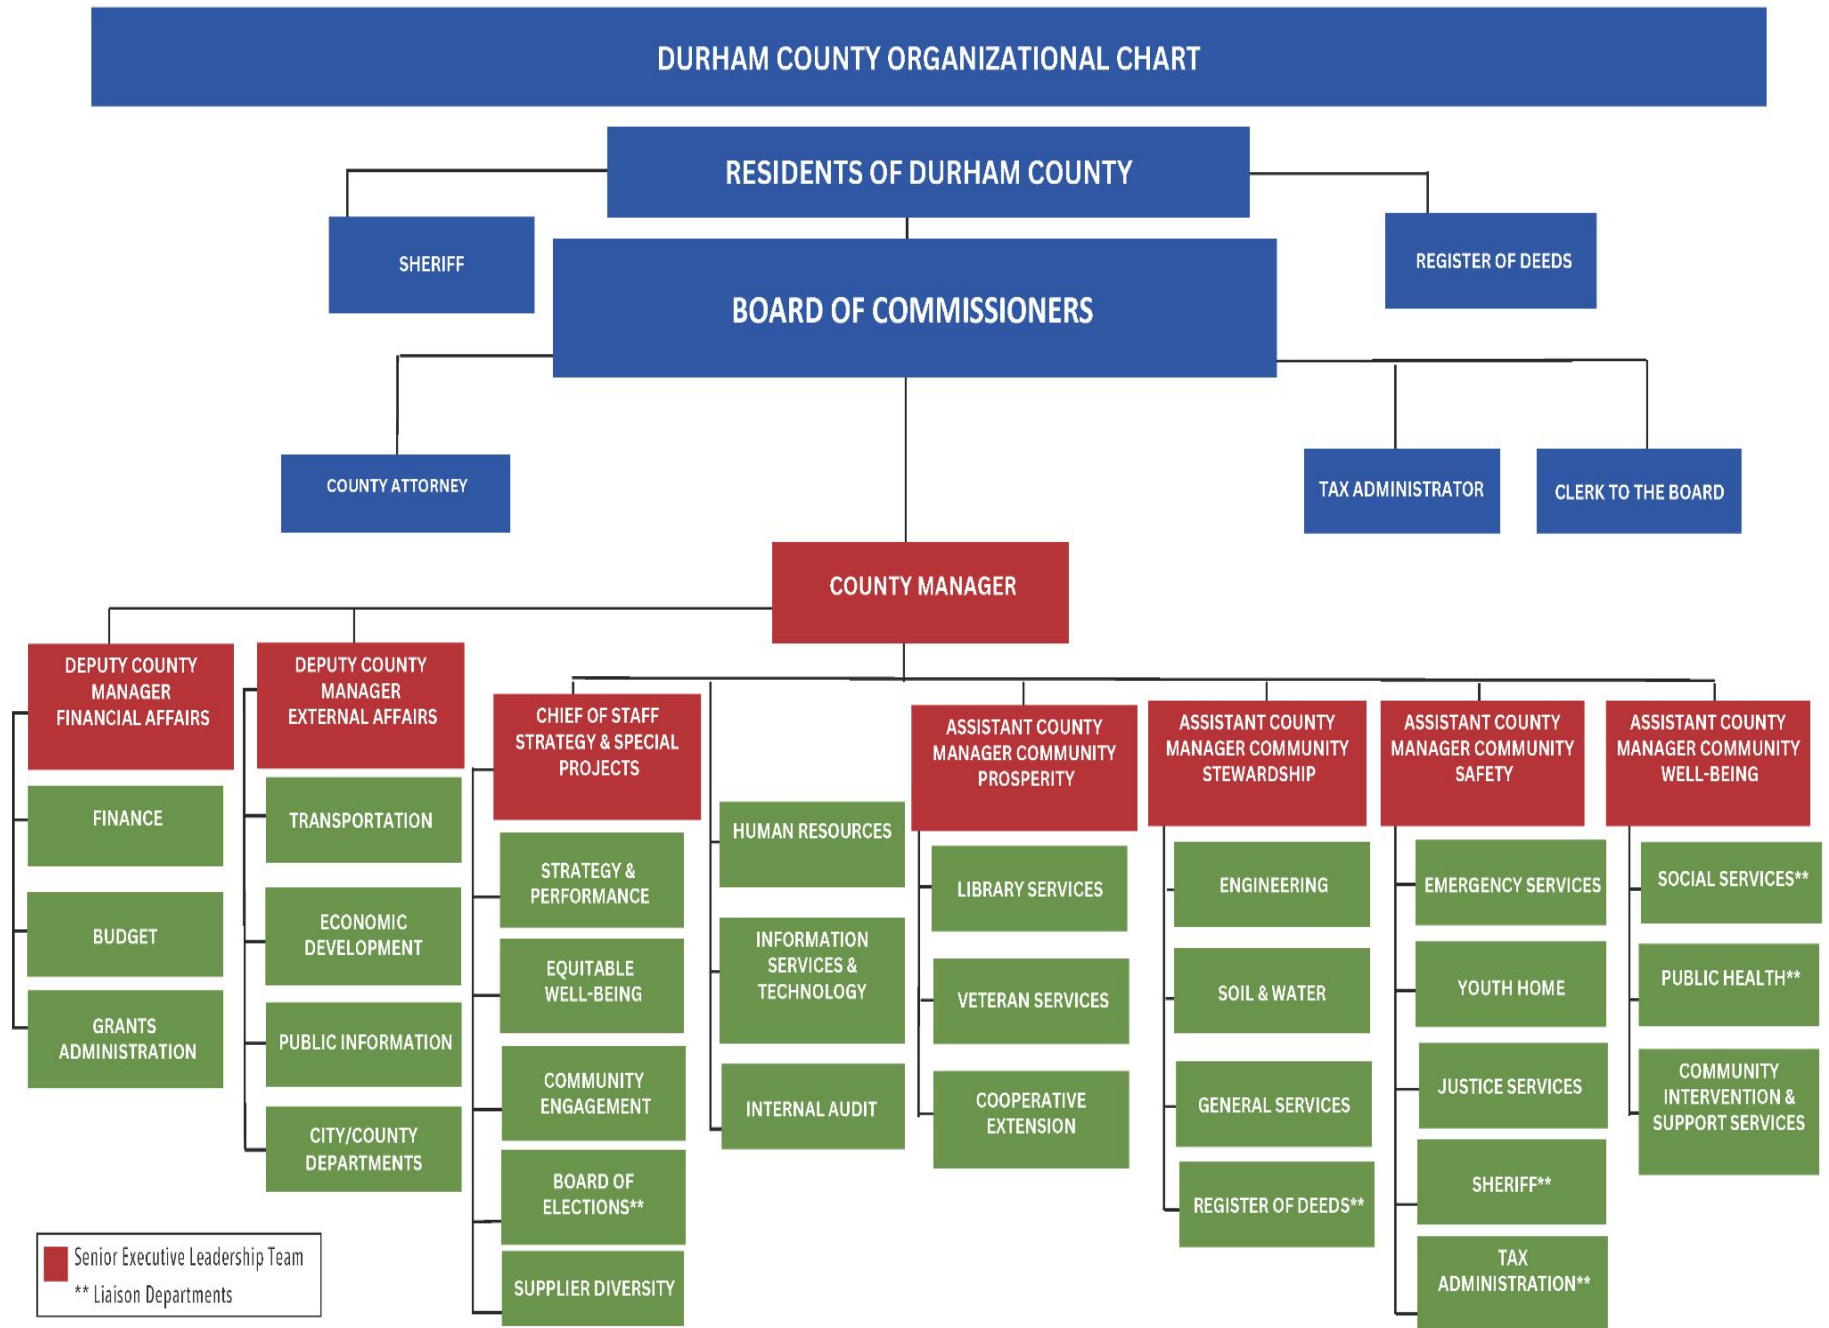 DURHAM COUNTY ORGANIZATIONAL CHART
RESIDENTS OF DURHAM COUNTY
SHERIFF
REGISTER OF DEEDS
BOARD OF COMMISSIONERS
COUNTY ATTORNEY
TAX ADMINISTRATOR
CLERK TO THE BOARD
COUNTY MANAGER
DEPUTY COUNTY
MANAGER
FINANCIAL AFFAIRS
FINANCE
BUDGET
GRANTS
ADMINISTRATION
DEPUTY COUNTY
MANAGER
EXTERNAL AFFAIRS
TRANSPORTATION
ECONOMIC
DEVELOPMENT
PUBLIC INFORMATION
CITY/COUNTY
DEPARTMENTS
CHIEF OF STAFF
STRATEGY & SPECIAL
PROJECTS
STRATEGY &
PERFORMANCE
EQUITABLE
WELL-BEING
COMMUNITY
ENGAGEMENT
BOARD OF
ELECTIONS**
SUPPLIER DIVERSITY
HUMAN RESOURCES
INFORMATION
SERVICES &
TECHNOLOGY
INTERNAL AUDIT
ASSISTANT COUNTY
MANAGER COMMUNITY
PROSPERITY
LIBRARY SERVICES
VETERAN SERVICES
COOPERATIVE
EXTENSION
ASSISTANT COUNTY
MANAGER COMMUNITY
STEWARDSHIP
ENGINEERING
SOIL & WATER
GENERAL SERVICES
REGISTER OF DEEDS**
ASSISTANT COUNTY
MANAGER COMMUNITY
SAFETY
EMERGENCY SERVICES
YOUTH HOME
JUSTICE SERVICES
SHERIFF**
TAX
ADMINISTRATION**
ASSISTANT COUNTY
MANAGER COMMUNITY
WELL-BEING
SOCIAL SERVICES**
PUBLIC HEALTH**
COMMUNITY
INTERVENTION &
SUPPORT SERVICES
Senior Executive Leadership Team
** Liaison Departments